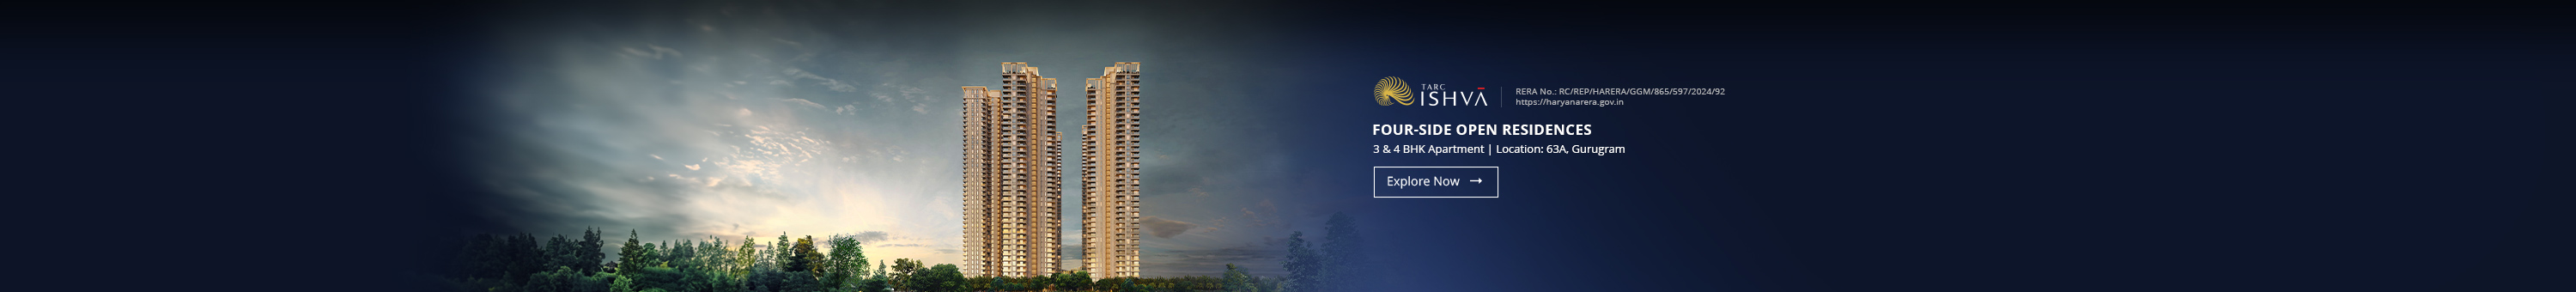 TARC
ISHVA
RERA No.: RC/REP/HARERA/GGM/865/597/2024/92
https://haryanarera.gov.in
FOUR-SIDE OPEN RESIDENCES
3 & 4 BHK Apartment | Location: 63A, Gurugram
Explore Now →